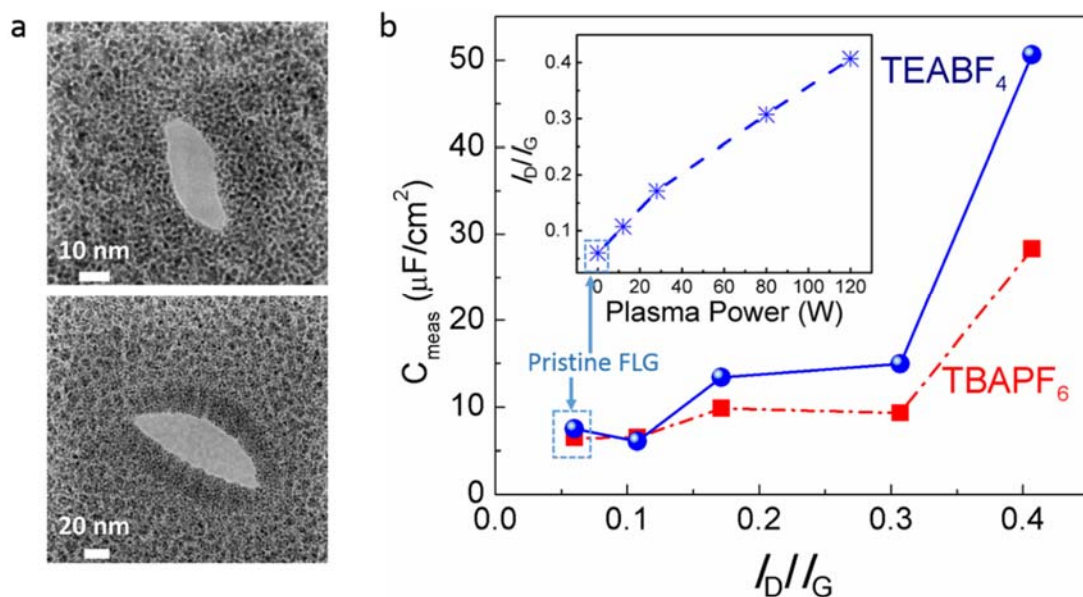 a
10 nm
20 nm
b
C_meas (μF/cm²)
50
40
30
20
10
0
0.0 0.1 0.2 0.3 0.4
I_D/I_G
TEABF₄
TBAPF₆
Pristine FLG
I_D/I_G
0.4
0.3
0.2
0.1
0 20 40 60 80 100 120
Plasma Power (W)